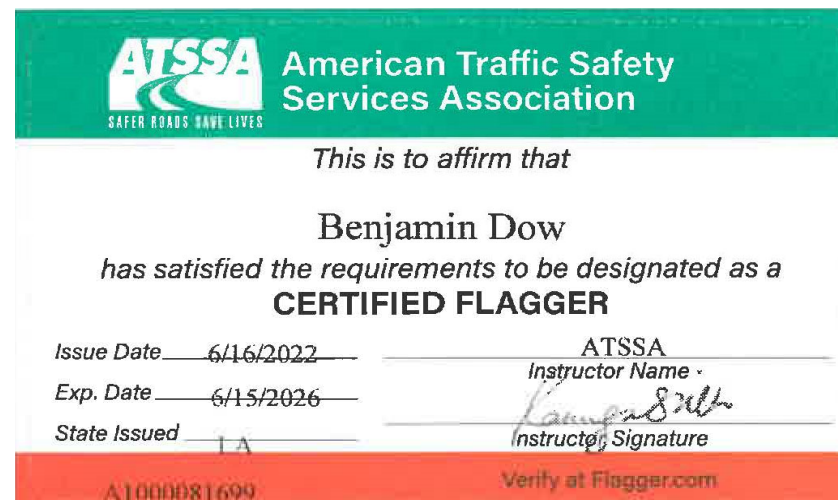 ATSSA
SAFER ROADS SAVE LIVES
American Traffic Safety
Services Association
This is to affirm that
Benjamin Dow
has satisfied the requirements to be designated as a
CERTIFIED FLAGGER
Issue Date 6/16/2022
ATSSA
Instructor Name
Exp. Date 6/15/2026
State Issued LA
Instructor Signature
A1000081699
Verify at Flagger.com